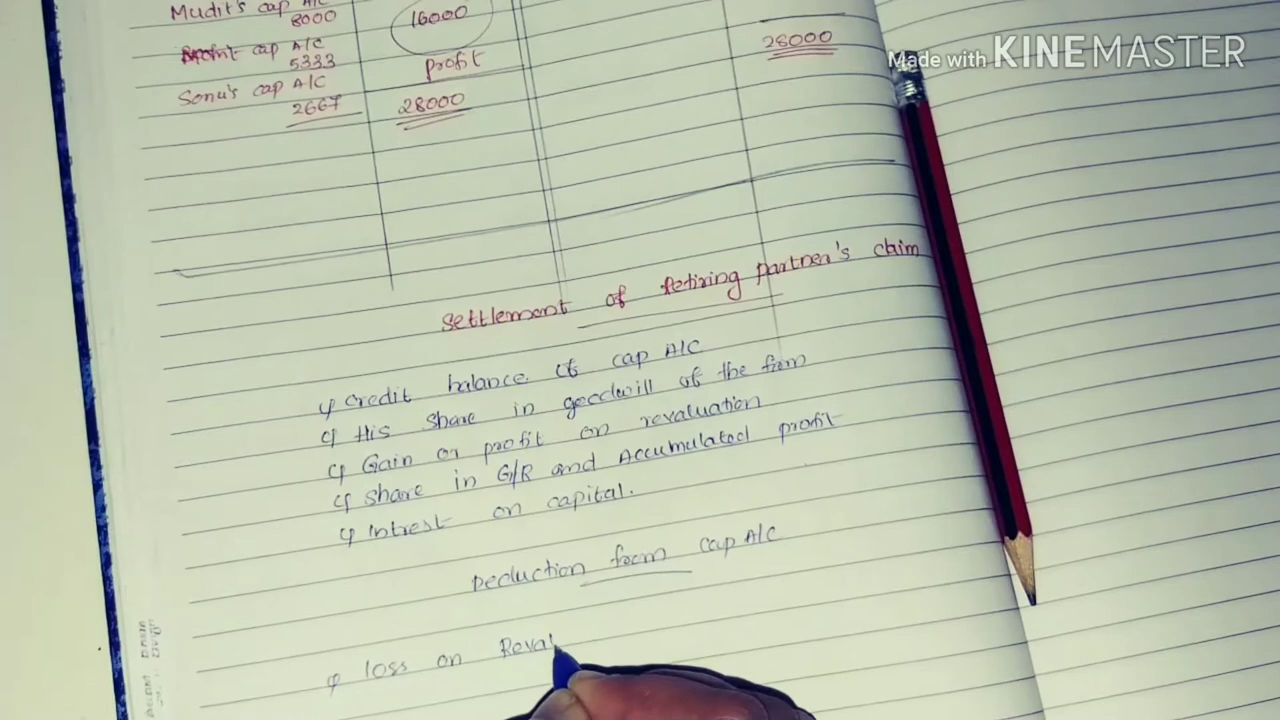 Mudit's cap A/C
8000
16000
cap A/C
5333
profit
Sonu's cap A/C
2667
28000
28000
Made with KINEMASTER
Settlement of Retiring partner's claim
Credit balance of cap A/C
His Share in goodwill of the firm
Gain or profit on revaluation
Share in G/R and Accumulated profit
Intrest on capital.
Deduction from cap A/C
loss on Reval